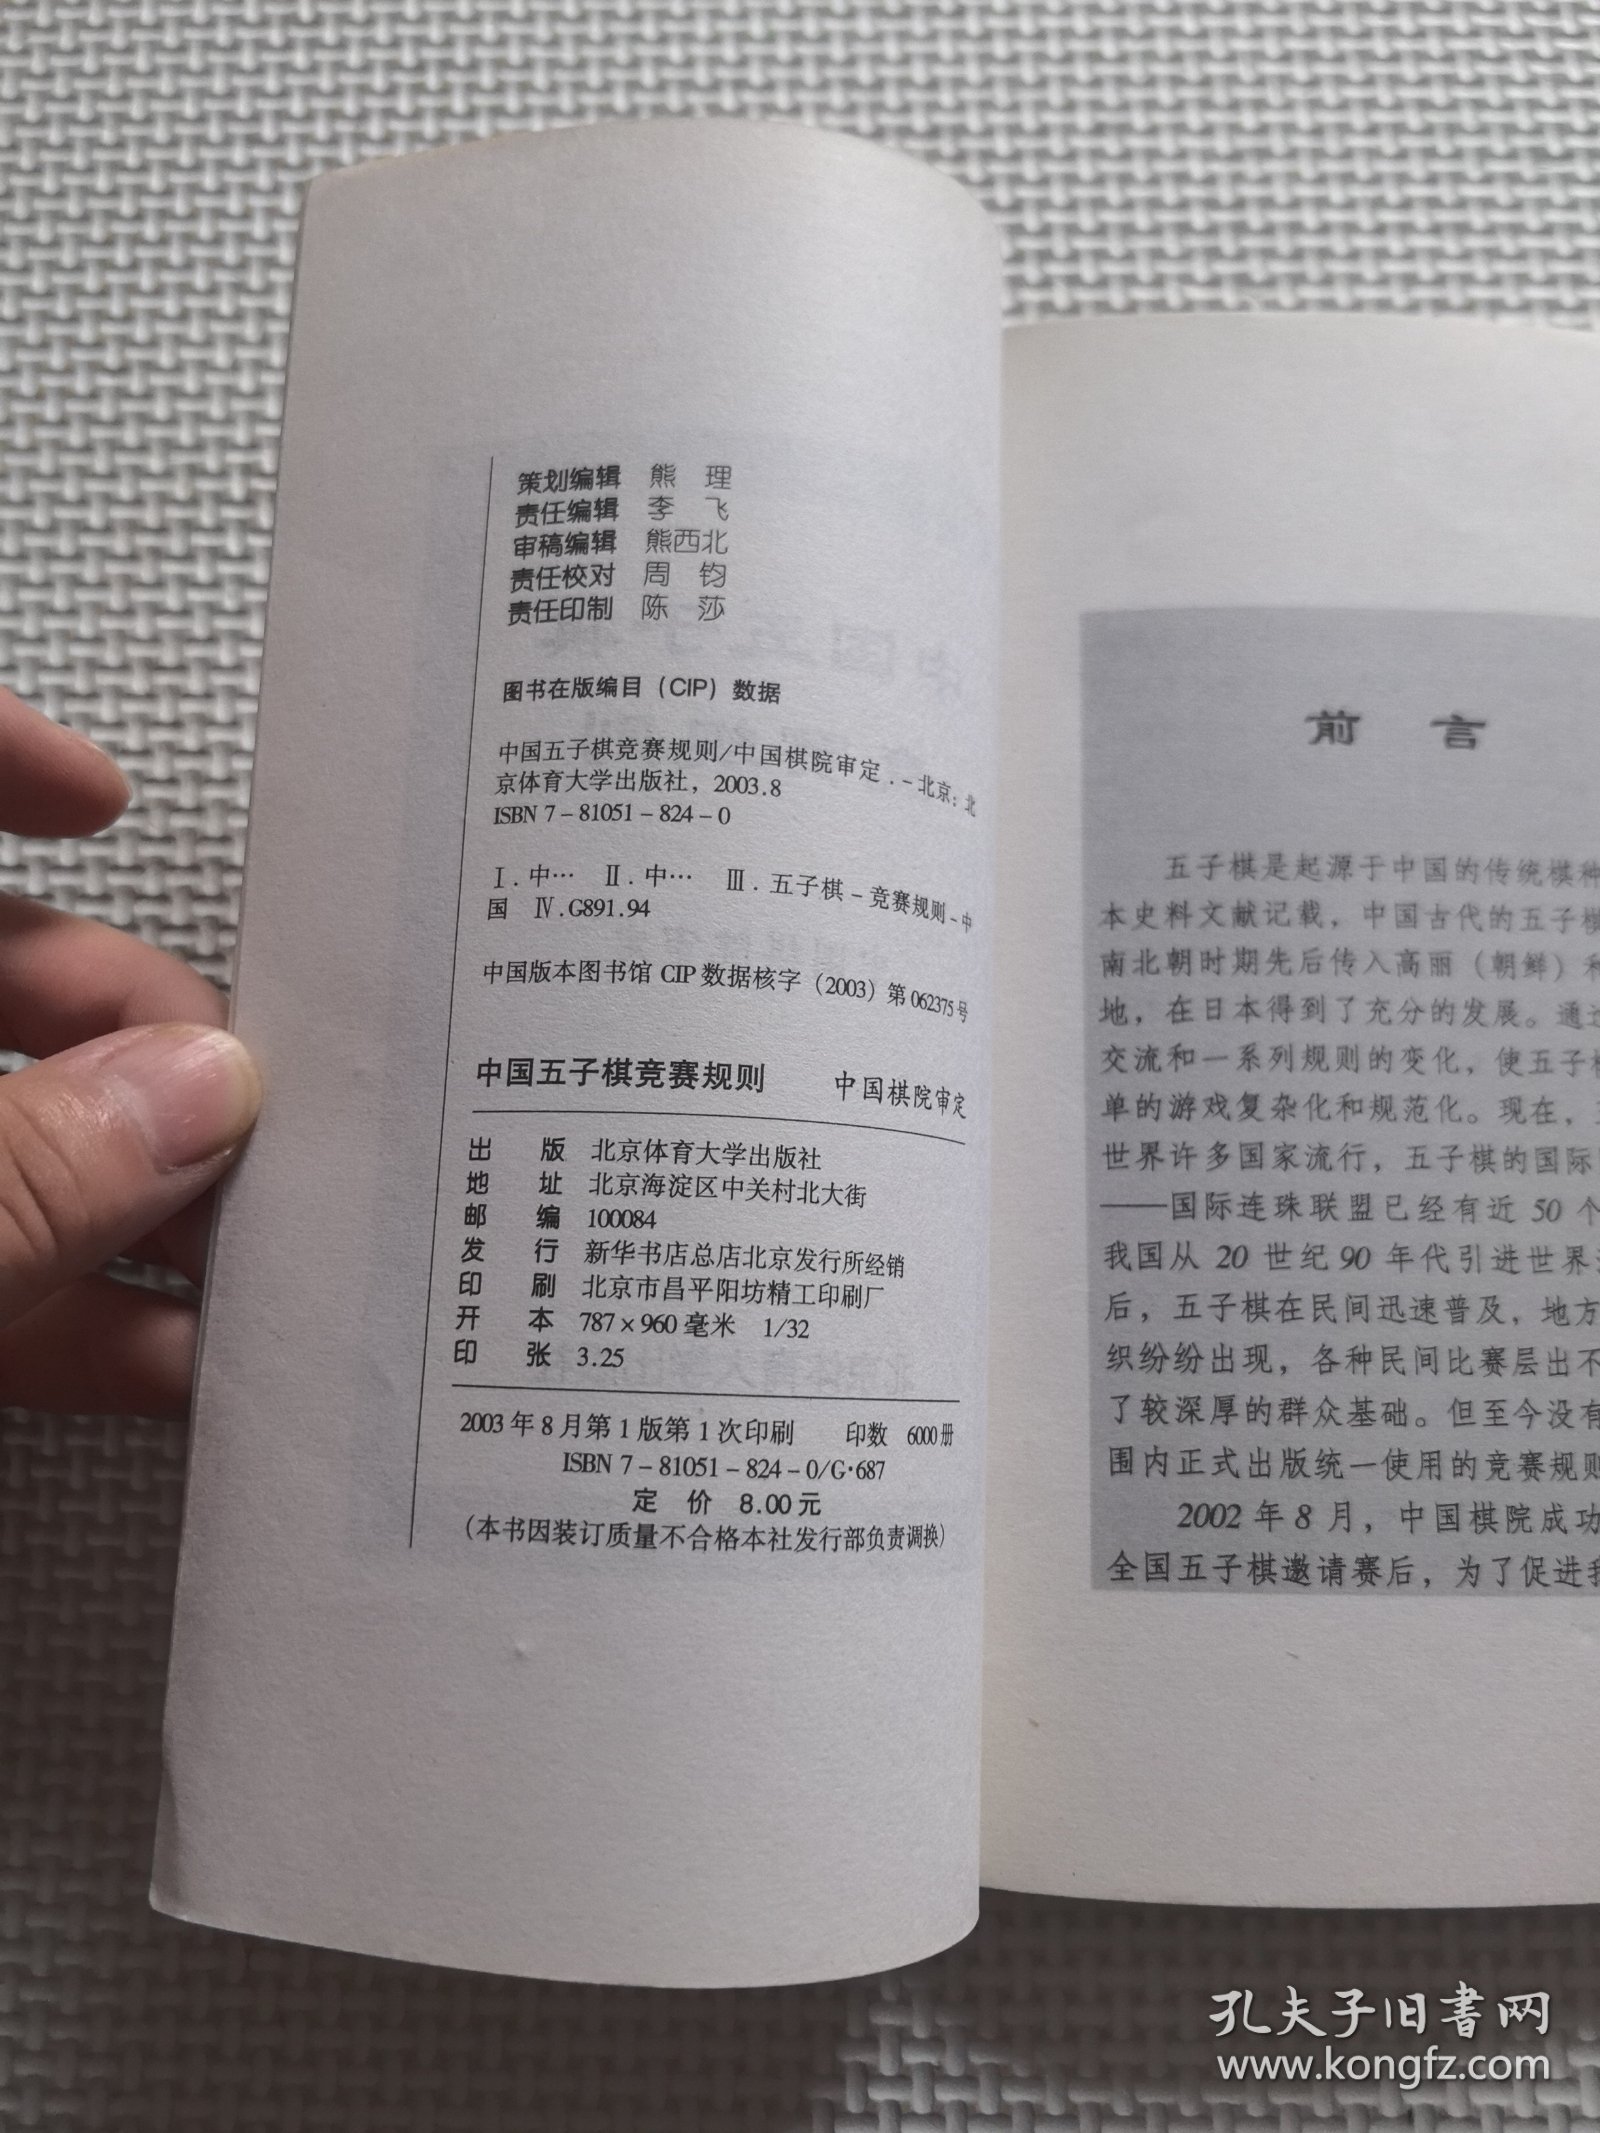 策划编辑 熊 理
责任编辑 李 飞
审稿编辑 熊西北
责任校对 周 钧
责任印制 陈 莎
图书在版编目（CIP）数据
中国五子棋竞赛规则/中国棋院审定.－北京：北
京体育大学出版社，2003.8
ISBN 7－81051－824－0
Ⅰ.中… Ⅱ.中… Ⅲ.五子棋－竞赛规则－中
国 Ⅳ.G891.94
中国版本图书馆 CIP 数据核字（2003）第 062375 号
中国五子棋竞赛规则 中国棋院审定
出 版 北京体育大学出版社
地 址 北京海淀区中关村北大街
邮 编 100084
发 行 新华书店总店北京发行所经销
印 刷 北京市昌平阳坊精工印刷厂
开 本 787×960 毫米 1/32
印 张 3.25
2003 年 8 月第 1 版第 1 次印刷 印数 6000 册
ISBN 7－81051－824－0/G·687
定 价 8.00 元
（本书因装订质量不合格本社发行部负责调换）
前 言
五子棋是起源于中国的传统棋种
本史料文献记载，中国古代的五子棋
南北朝时期先后传入高丽（朝鲜）和
地，在日本得到了充分的发展。通过
交流和一系列规则的变化，使五子棋
单的游戏复杂化和规范化。现在，
世界许多国家流行，五子棋的国际
——国际连珠联盟已经有近 50 个
我国从 20 世纪 90 年代引进世界
后，五子棋在民间迅速普及，地方
织纷纷出现，各种民间比赛层出不
了较深厚的群众基础。但至今没有
围内正式出版统一使用的竞赛规则
2002 年 8 月，中国棋院成功
全国五子棋邀请赛后，为了促进我
孔夫子旧书网
www.kongfz.com